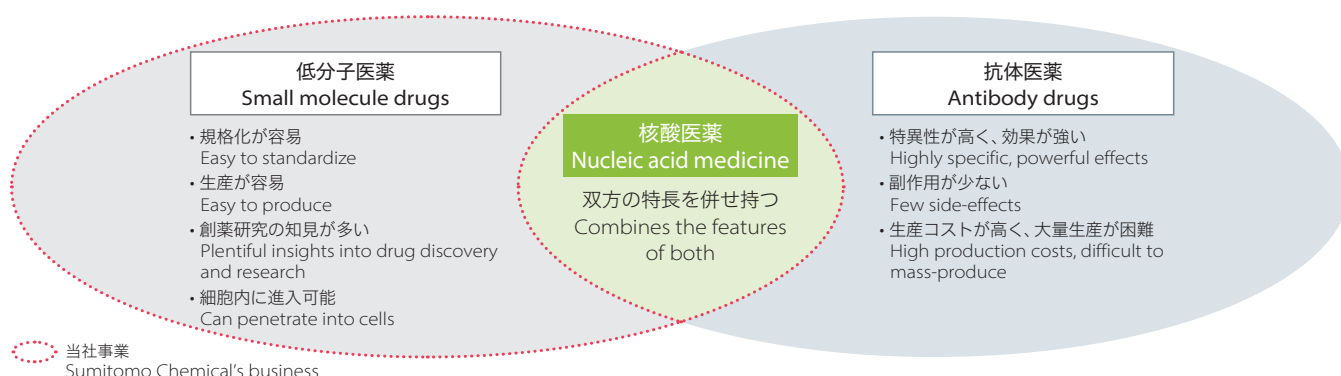 低分子医薬
Small molecule drugs
・規格化が容易
Easy to standardize
・生産が容易
Easy to produce
・創薬研究の知見が多い
Plentiful insights into drug discovery
and research
・細胞内に進入可能
Can penetrate into cells
核酸医薬
Nucleic acid medicine
双方の特長を併せ持つ
Combines the features
of both
抗体医薬
Antibody drugs
・特異性が高く、効果が強い
Highly specific, powerful effects
・副作用が少ない
Few side-effects
・生産コストが高く、大量生産が困難
High production costs, difficult to
mass-produce
当社事業
Sumitomo Chemical's business